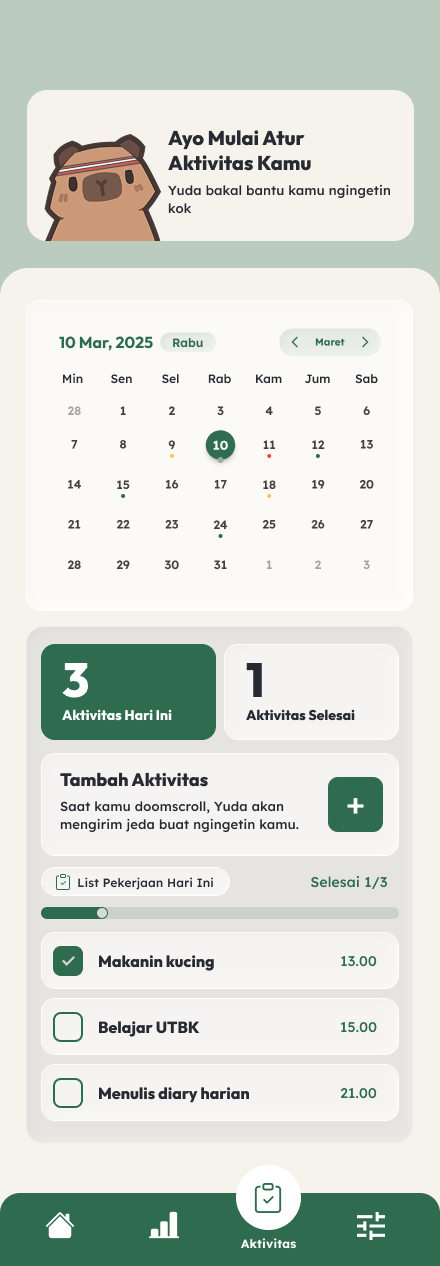 Ayo Mulai Atur
Aktivitas Kamu
Yuda bakal bantu kamu ngingetin
kok
10 Mar, 2025 Rabu Maret
Min Sen Sel Rab Kam Jum Sab
28 1 2 3 4 5 6
7 8 9 10 11 12 13
14 15 16 17 18 19 20
21 22 23 24 25 26 27
28 29 30 31 1 2 3
3 1
Aktivitas Hari Ini Aktivitas Selesai
Tambah Aktivitas
Saat kamu doomscroll, Yuda akan
mengirim jeda buat ngingetin kamu.
List Pekerjaan Hari Ini Selesai 1/3
Makanin kucing 13.00
Belajar UTBK 15.00
Menulis diary harian 21.00
Aktivitas